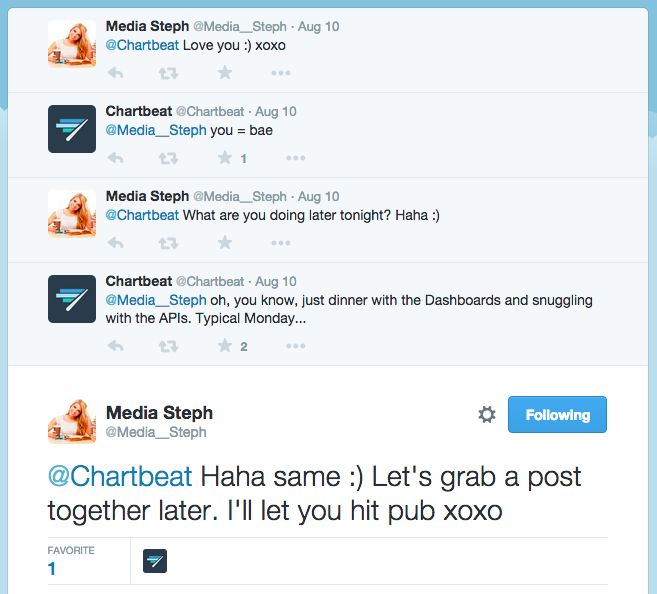 Media Steph @Media__Steph · Aug 10
@Chartbeat Love you :) xoxo
Chartbeat @Chartbeat · Aug 10
@Media__Steph you = bae
1
Media Steph @Media__Steph · Aug 10
@Chartbeat What are you doing later tonight? Haha :)
Chartbeat @Chartbeat · Aug 10
@Media__Steph oh, you know, just dinner with the Dashboards and snuggling
with the APIs. Typical Monday...
2
Media Steph
@Media__Steph
Following
@Chartbeat Haha same :) Let's grab a post
together later. I'll let you hit pub xoxo
FAVORITE
1